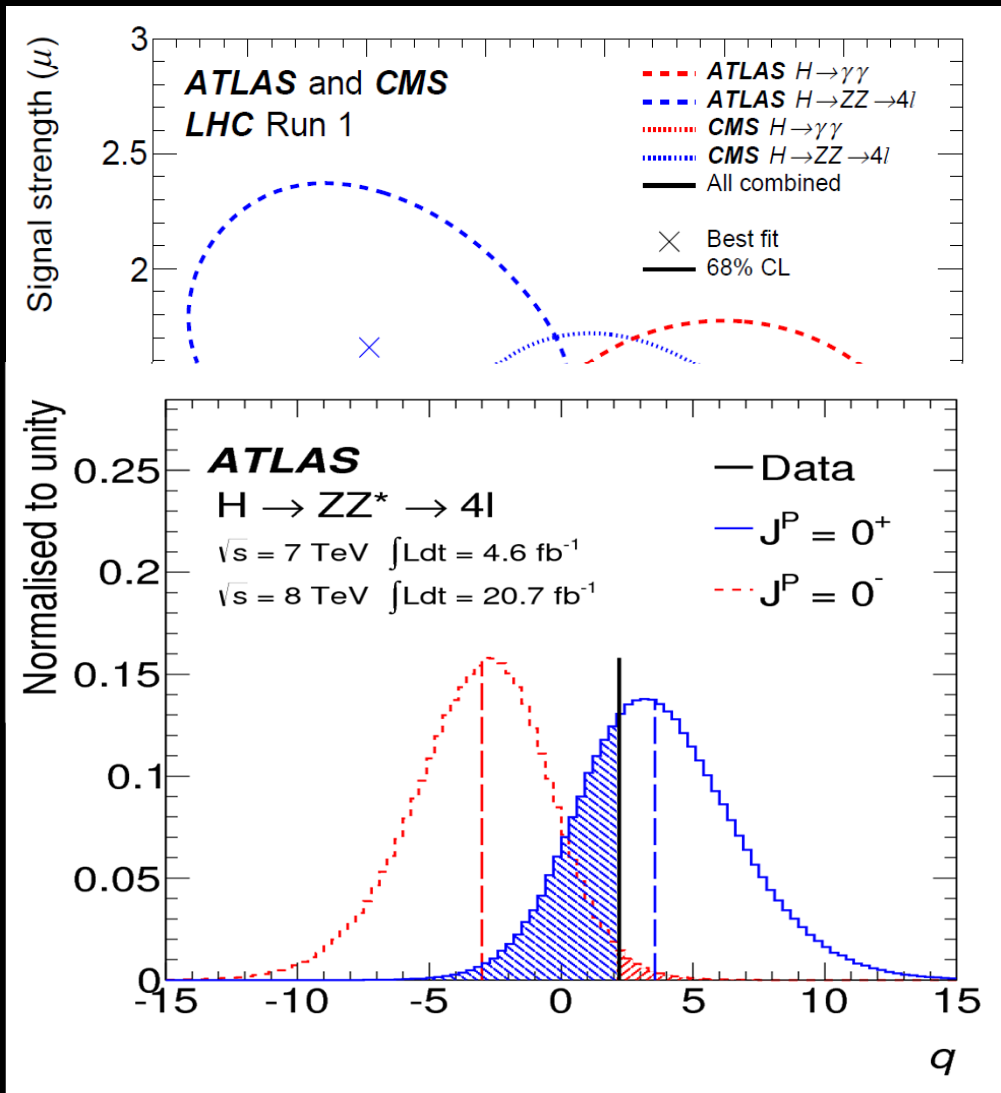 Signal strength (μ)
3
2.5
2
ATLAS and CMS
LHC Run 1
ATLAS H→γγ
ATLAS H→ZZ→4l
CMS H→γγ
CMS H→ZZ→4l
All combined
Best fit
68% CL
Normalised to unity
0.25
0.2
0.15
0.1
0.05
0
ATLAS
H → ZZ* → 4l
√s = 7 TeV ∫Ldt = 4.6 fb⁻¹
√s = 8 TeV ∫Ldt = 20.7 fb⁻¹
Data
Jᴾ = 0⁺
Jᴾ = 0⁻
-15 -10 -5 0 5 10 15
q